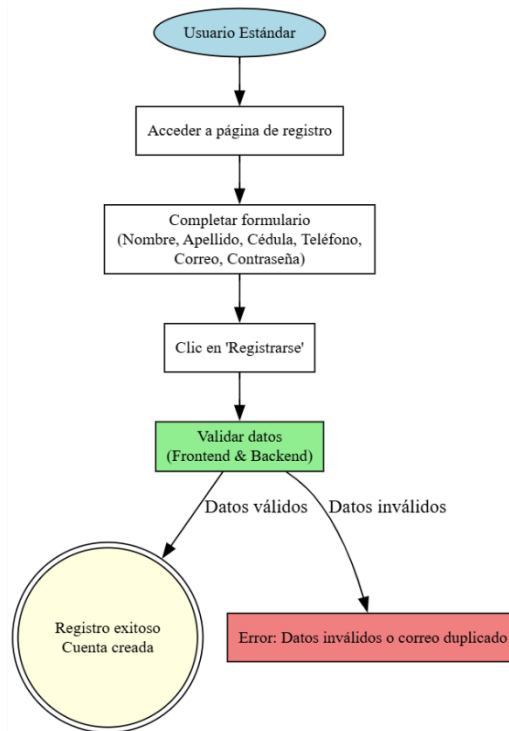 Usuario Estándar
Acceder a página de registro
Completar formulario
(Nombre, Apellido, Cédula, Teléfono,
Correo, Contraseña)
Clic en 'Registrarse'
Validar datos
(Frontend & Backend)
Datos válidos
Datos inválidos
Registro exitoso
Cuenta creada
Error: Datos inválidos o correo duplicado